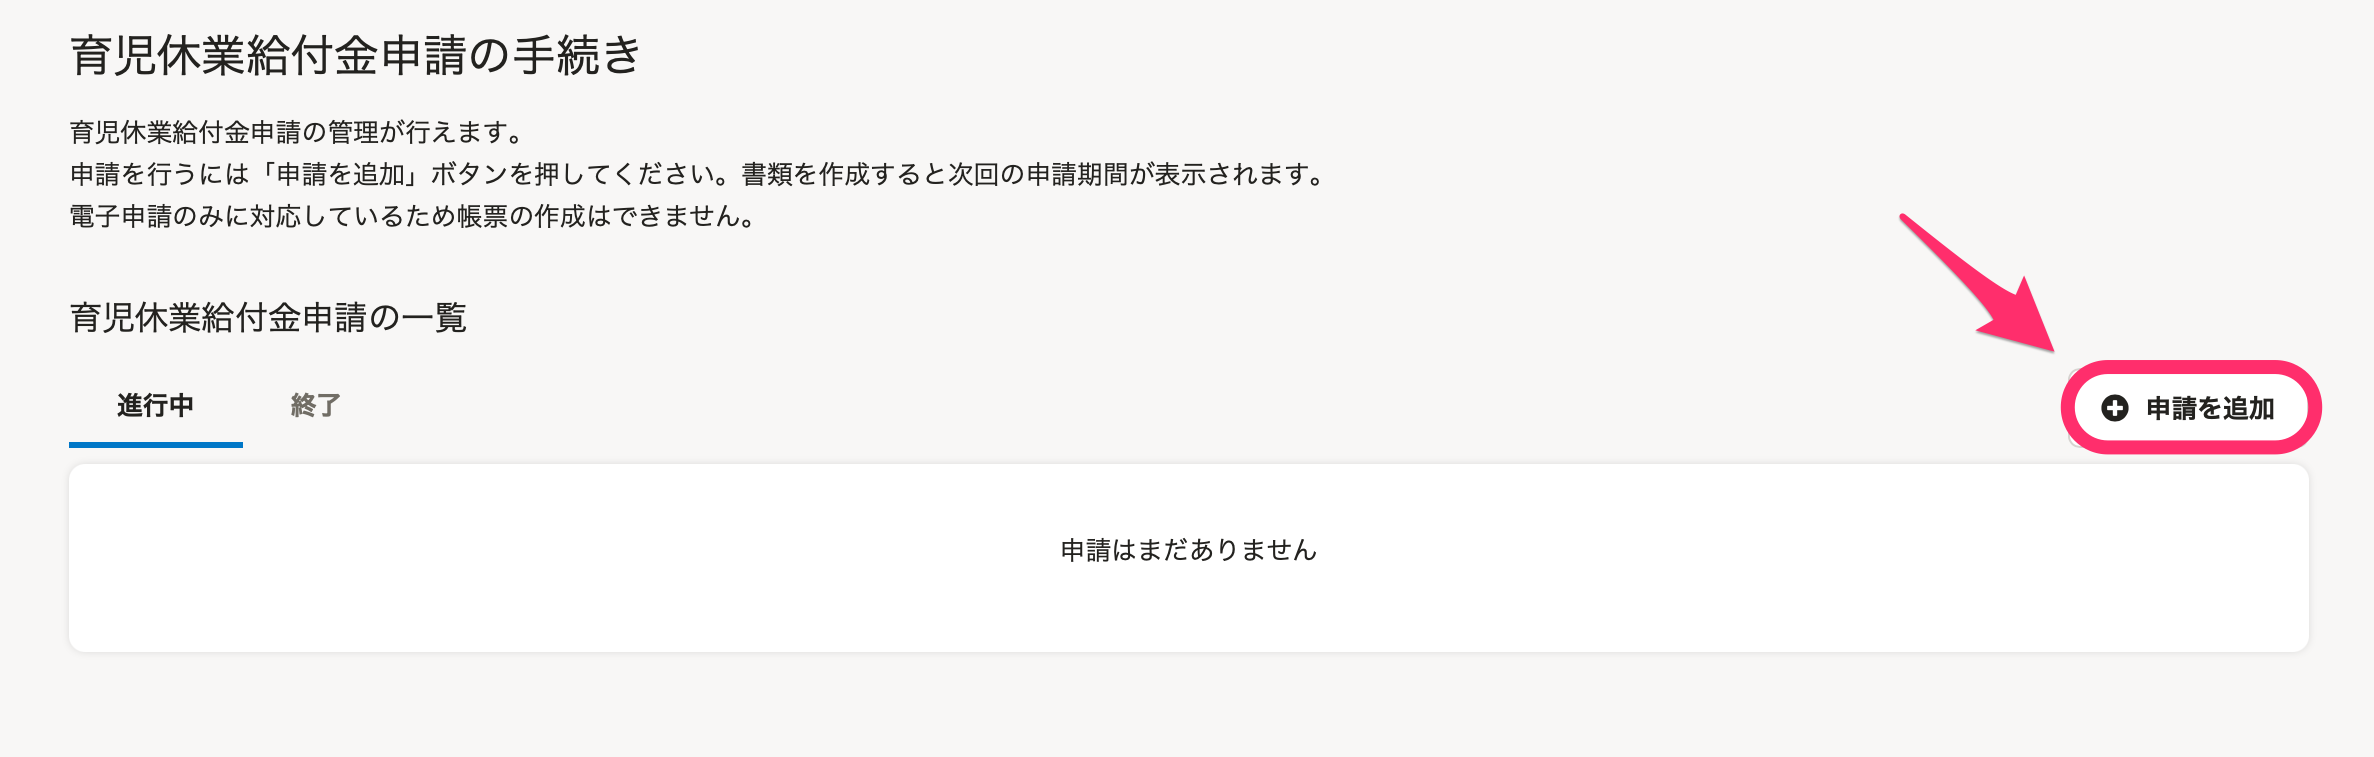 育児休業給付金申請の手続き
育児休業給付金申請の管理が行えます。
申請を行うには「申請を追加」ボタンを押してください。書類を作成すると次回の申請期間が表示されます。
電子申請のみに対応しているため帳票の作成はできません。
育児休業給付金申請の一覧
進行中 終了 申請を追加
申請はまだありません